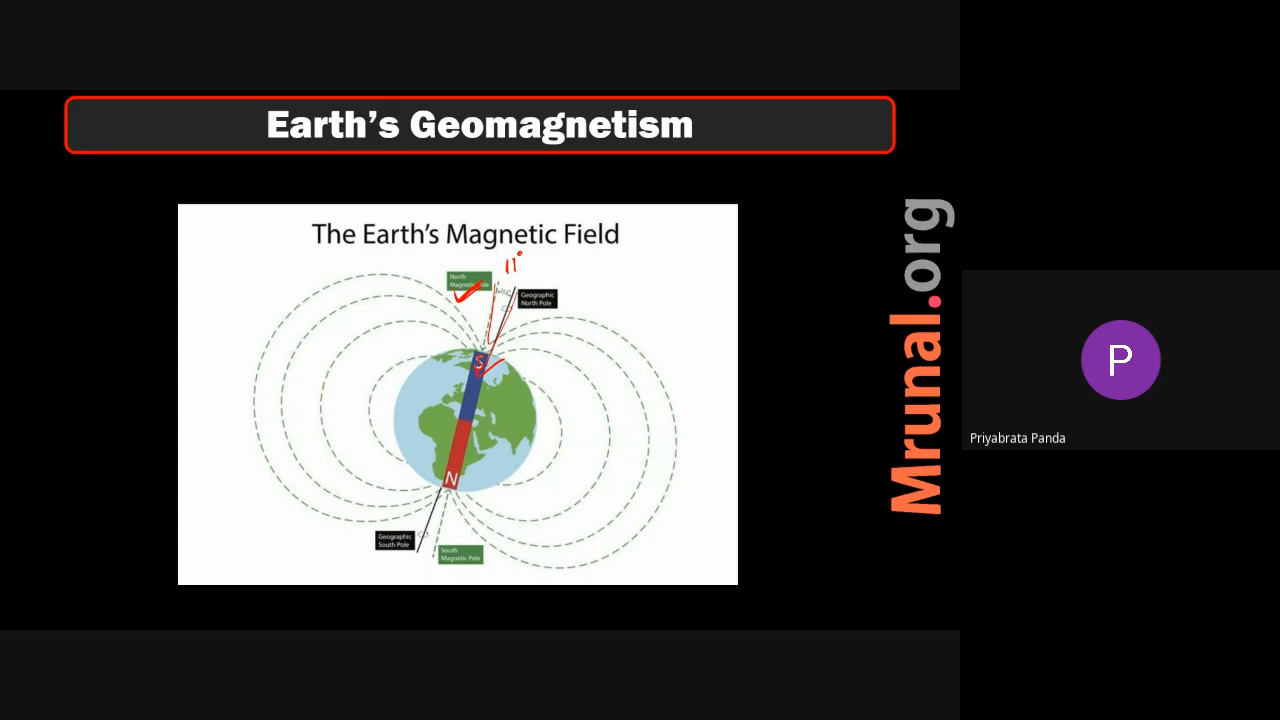 Earth's Geomagnetism
The Earth's Magnetic Field
11°
North
Magnetic Pole
Geographic
North Pole
S
N
Geographic
South Pole
South
Magnetic Pole
Mrunal.org
P
Priyabrata Panda